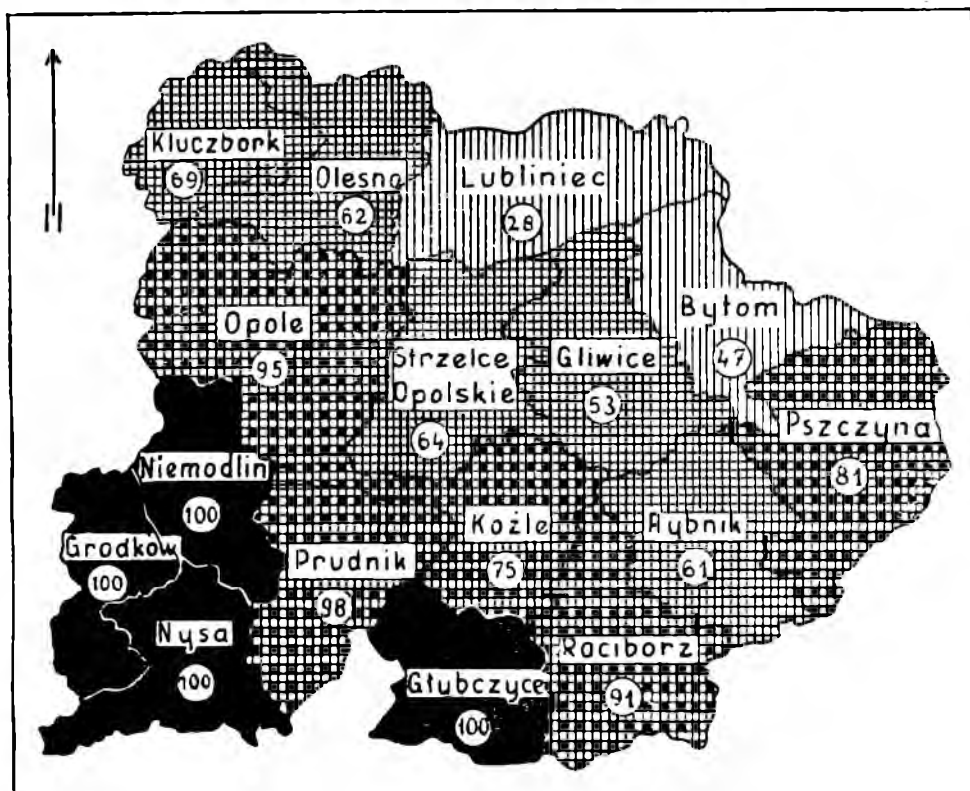 Kluczbork
69
Olesno
62
Lubliniec
28
Bytom
47
Opole
95
Strzelce
Opolskie
64
Gliwice
53
Pszczyna
81
Niemodlin
100
Grodków
100
Prudnik
98
Koźle
75
Rybnik
61
Nysa
100
Głubczyce
100
Raciborz
91